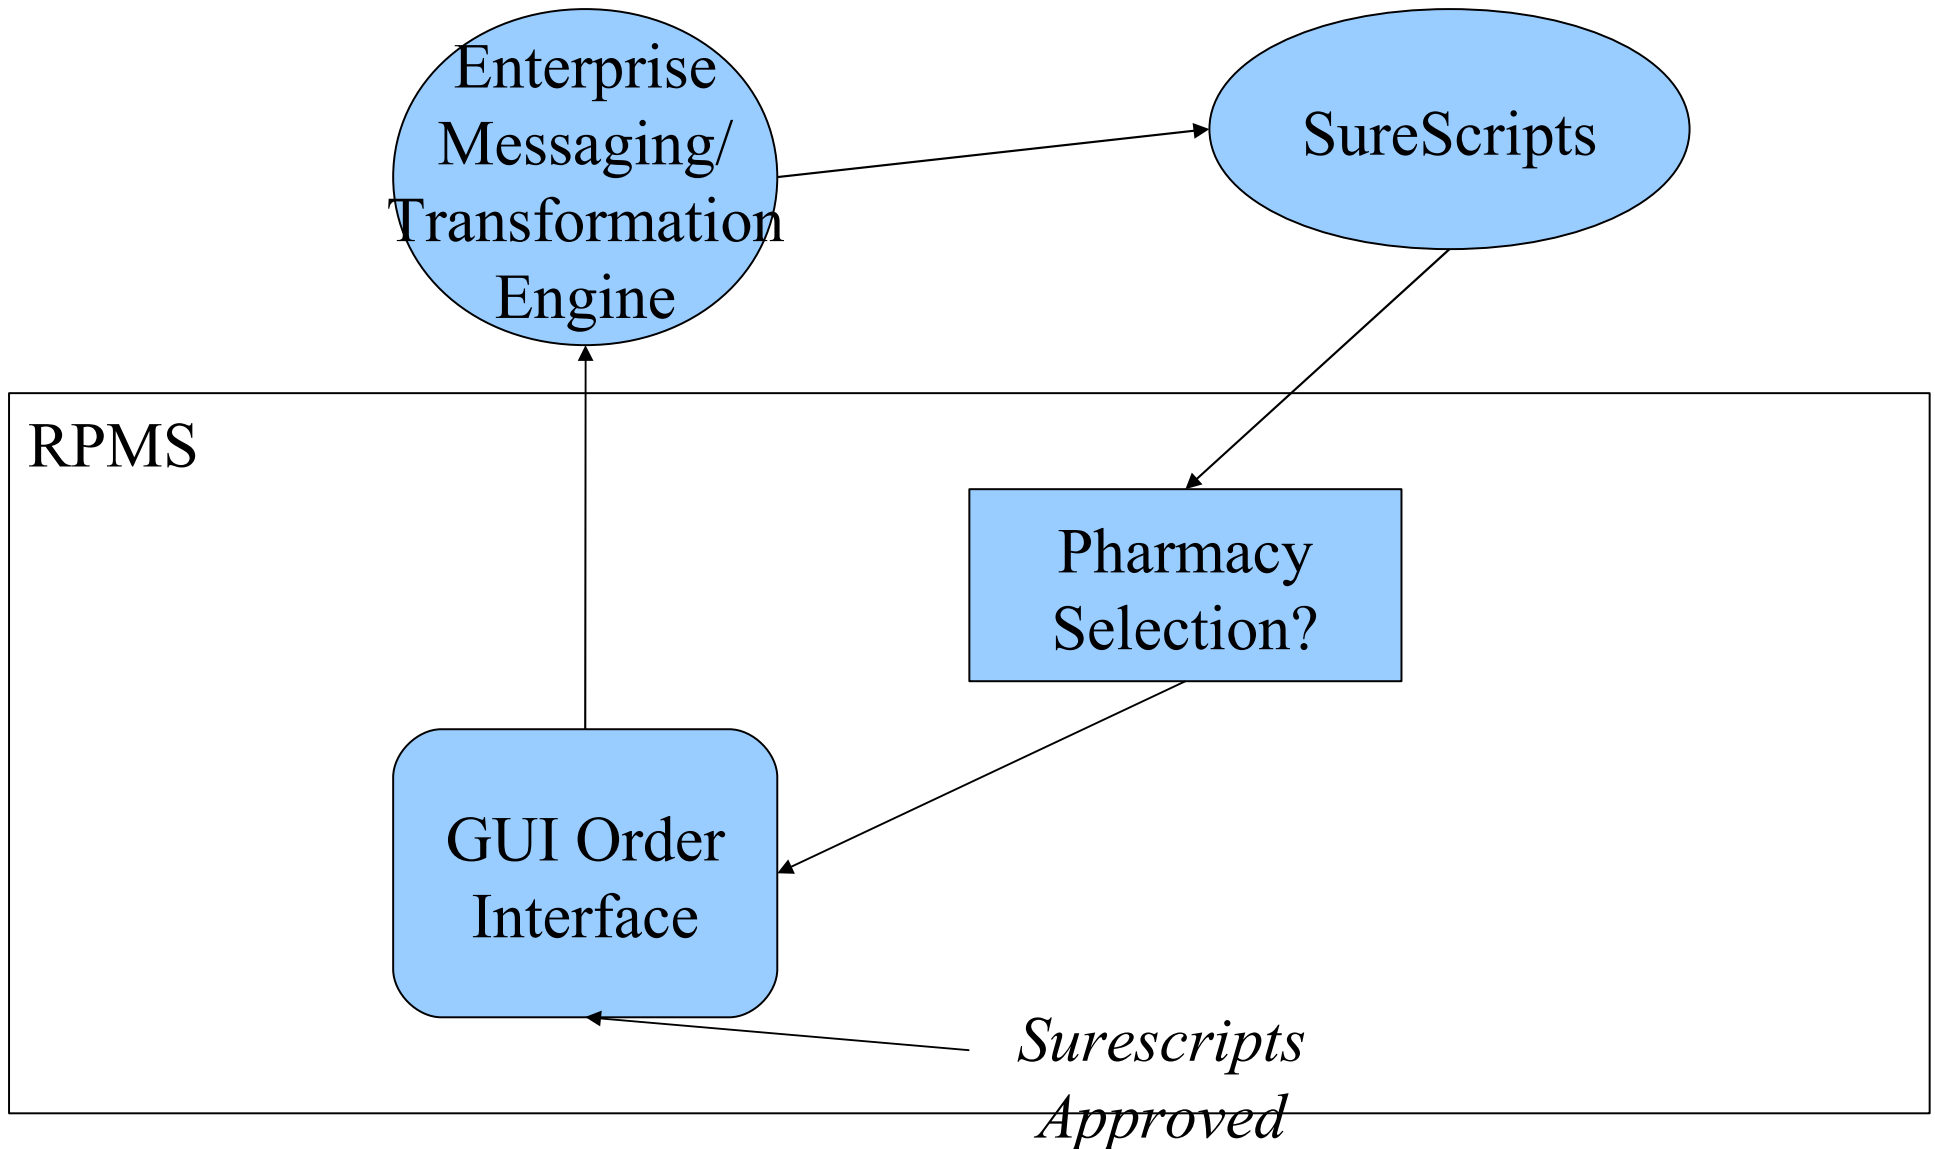 Enterprise
Messaging/
Transformation
Engine
SureScripts
RPMS
Pharmacy
Selection?
GUI Order
Interface
Surescripts
Approved